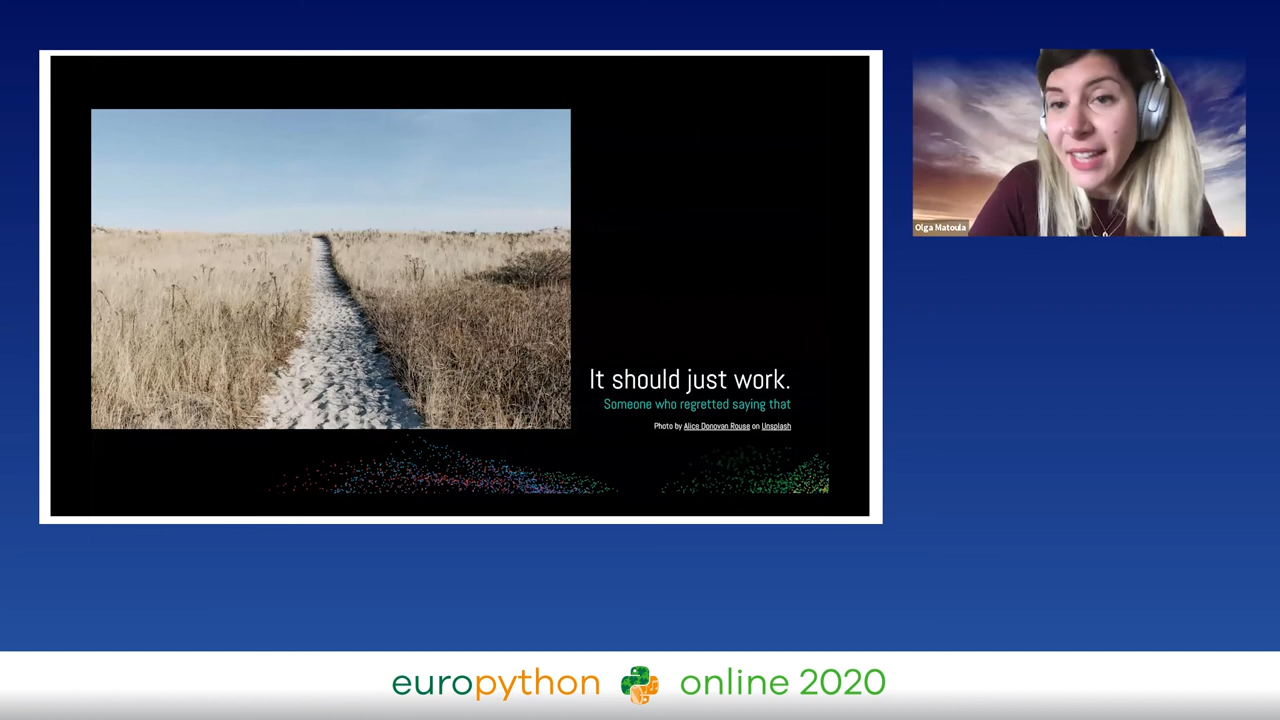 It should just work.
Someone who regretted saying that
Photo by Alice Donovan Rouse on Unsplash
Olga Matoula
europython online 2020